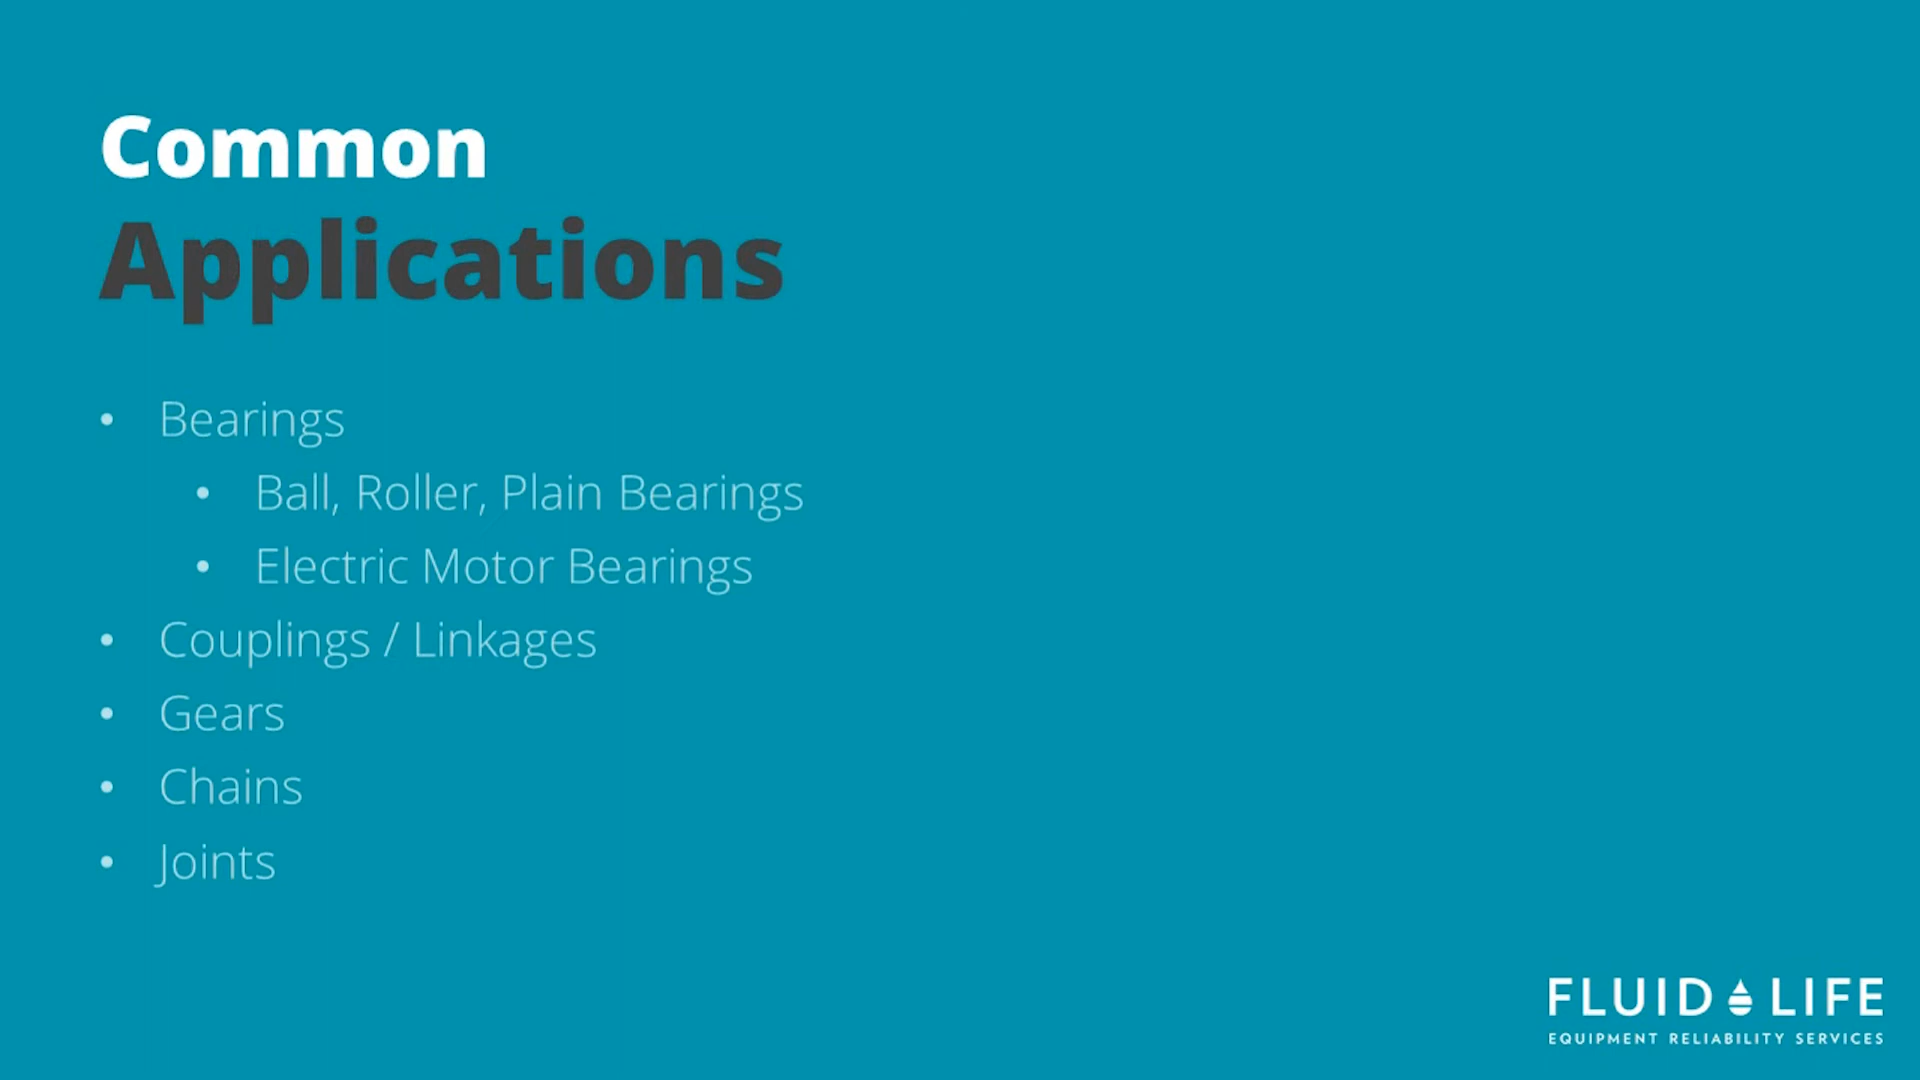 Common
Applications
• Bearings
• Ball, Roller, Plain Bearings
• Electric Motor Bearings
• Couplings / Linkages
• Gears
• Chains
• Joints
FLUID LIFE
EQUIPMENT RELIABILITY SERVICES